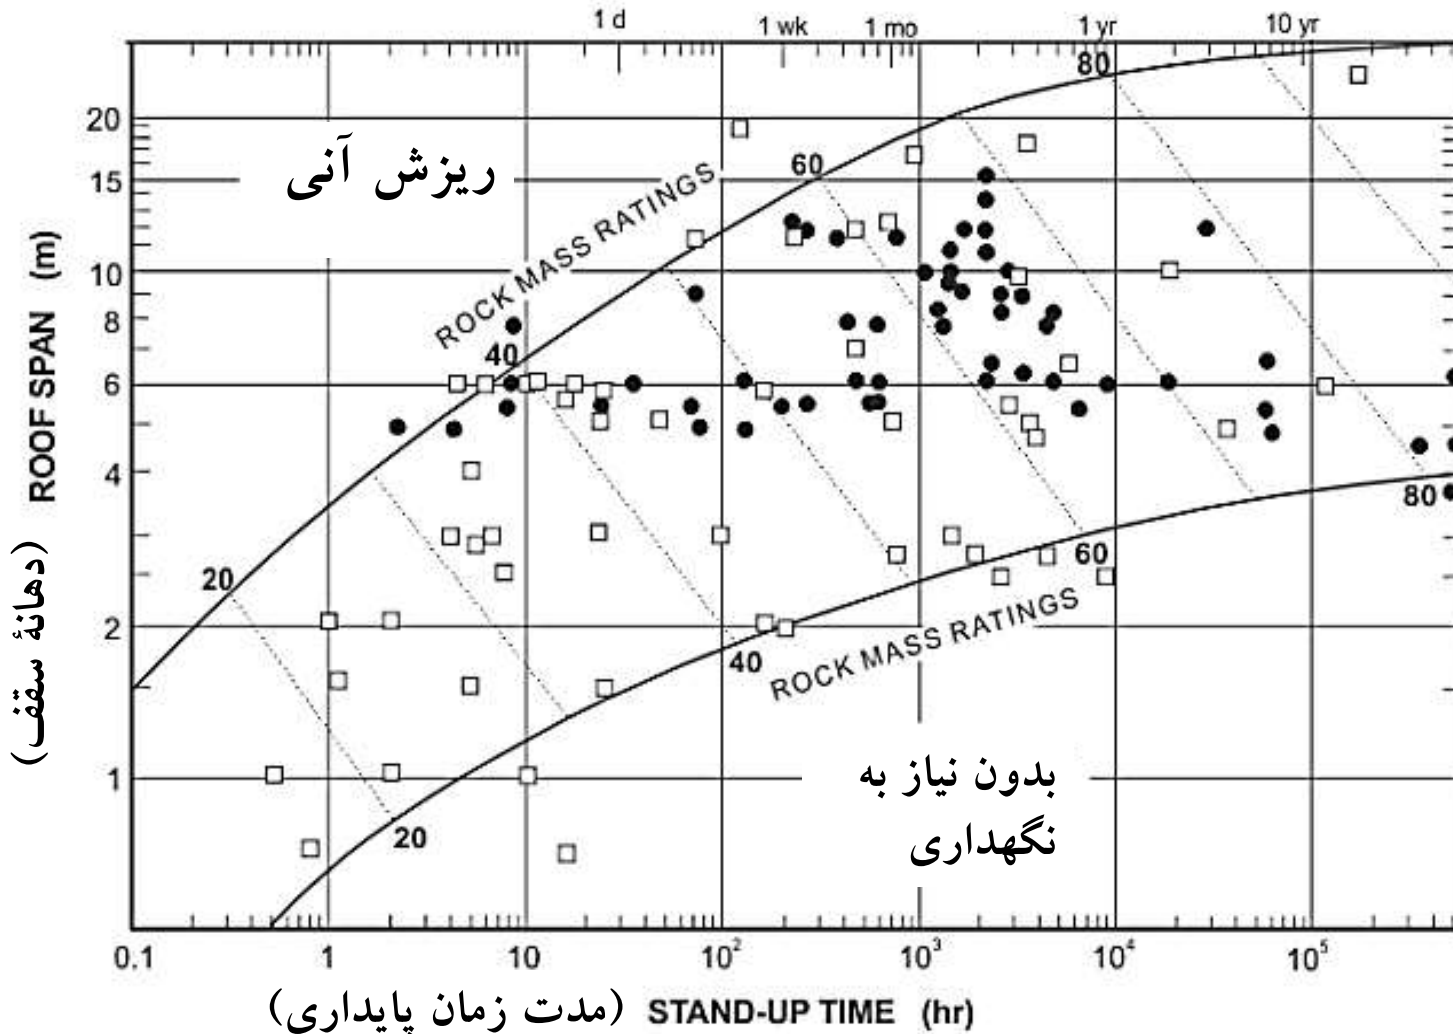 1 d 1 wk 1 mo 1 yr 10 yr
ریزش آنی
ROCK MASS RATINGS
20
40
60
80
20
15
10
8
6
4
2
1
ROOF SPAN (m)
(دهانهٔ سقف)
20
40
60
80
ROCK MASS RATINGS
بدون نیاز به
نگهداری
0.1 1 10 10² 10³ 10⁴ 10⁵
(مدت زمان پایداری) STAND-UP TIME (hr)